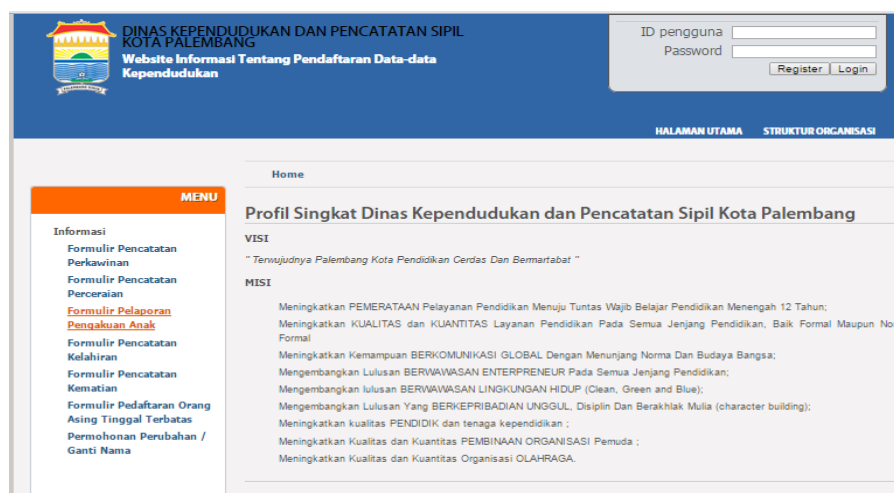 DINAS KEPENDUDUKAN DAN PENCATATAN SIPIL
KOTA PALEMBANG
Website Informasi Tentang Pendaftaran Data-data
Kependudukan
ID pengguna
Password
Register Login
HALAMAN UTAMA STRUKTUR ORGANISASI
Home
MENU
Informasi
Formulir Pencatatan
Perkawinan
Formulir Pencatatan
Perceraian
Formulir Pelaporan
Pengakuan Anak
Formulir Pencatatan
Kelahiran
Formulir Pencatatan
Kematian
Formulir Pedaftaran Orang
Asing Tinggal Terbatas
Permohonan Perubahan /
Ganti Nama
Profil Singkat Dinas Kependudukan dan Pencatatan Sipil Kota Palembang
VISI
" Terwujudnya Palembang Kota Pendidikan Cerdas Dan Bermartabat "
MISI
Meningkatkan PEMERATAAN Pelayanan Pendidikan Menuju Tuntas Wajib Belajar Pendidikan Menengah 12 Tahun;
Meningkatkan KUALITAS dan KUANTITAS Layanan Pendidikan Pada Semua Jenjang Pendidikan, Baik Formal Maupun No
Formal
Meningkatkan Kemampuan BERKOMUNIKASI GLOBAL Dengan Menunjang Norma Dan Budaya Bangsa;
Mengembangkan Lulusan BERWAWASAN ENTERPRENEUR Pada Semua Jenjang Pendidikan;
Mengembangkan lulusan BERWAWASAN LINGKUNGAN HIDUP (Clean, Green and Blue);
Mengembangkan Lulusan Yang BERKEPRIBADIAN UNGGUL, Disiplin Dan Berakhlak Mulia (character building);
Meningkatkan kualitas PENDIDIK dan tenaga kependidikan ;
Meningkatkan Kualitas dan Kuantitas PEMBINAAN ORGANISASI Pemuda ;
Meningkatkan Kualitas dan Kuantitas Organisasi OLAHRAGA.